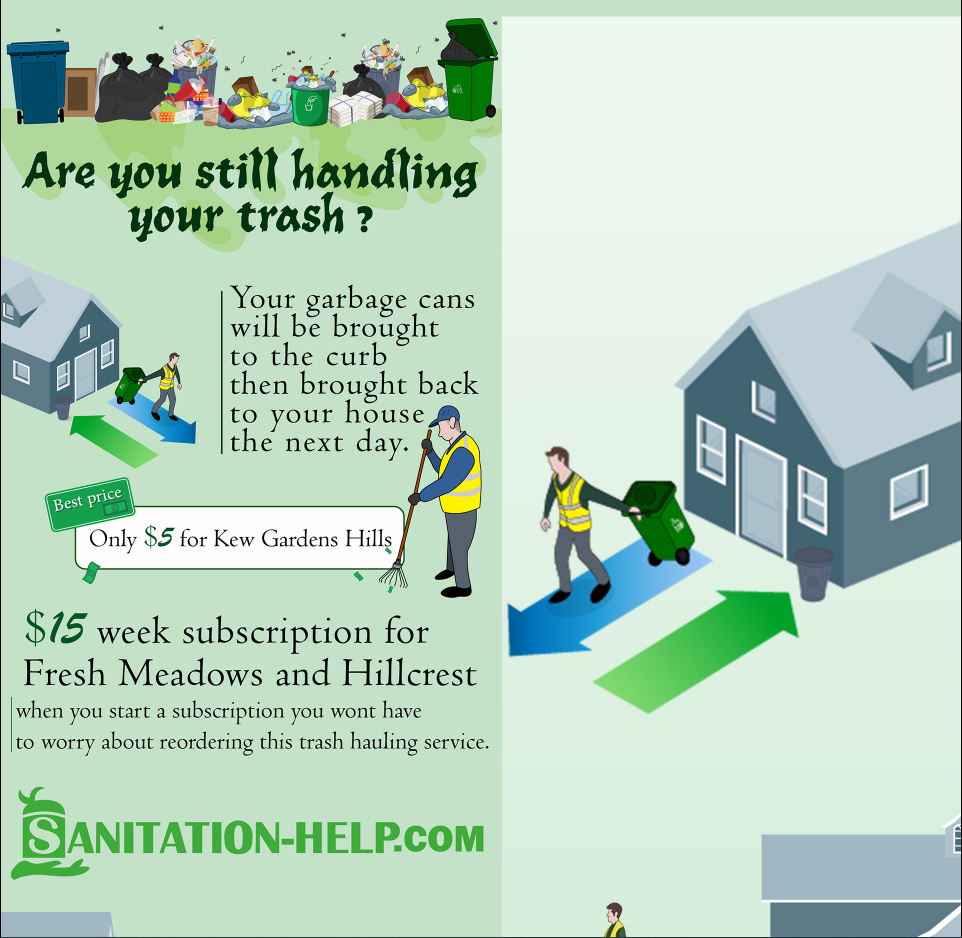 Are you still handling
your trash ?
Your garbage cans
will be brought
to the curb
then brought back
to your house
the next day.
Best price
Only $5 for Kew Gardens Hills
$15 week subscription for
Fresh Meadows and Hillcrest
when you start a subscription you wont have
to worry about reordering this trash hauling service.
SANITATION-HELP.COM